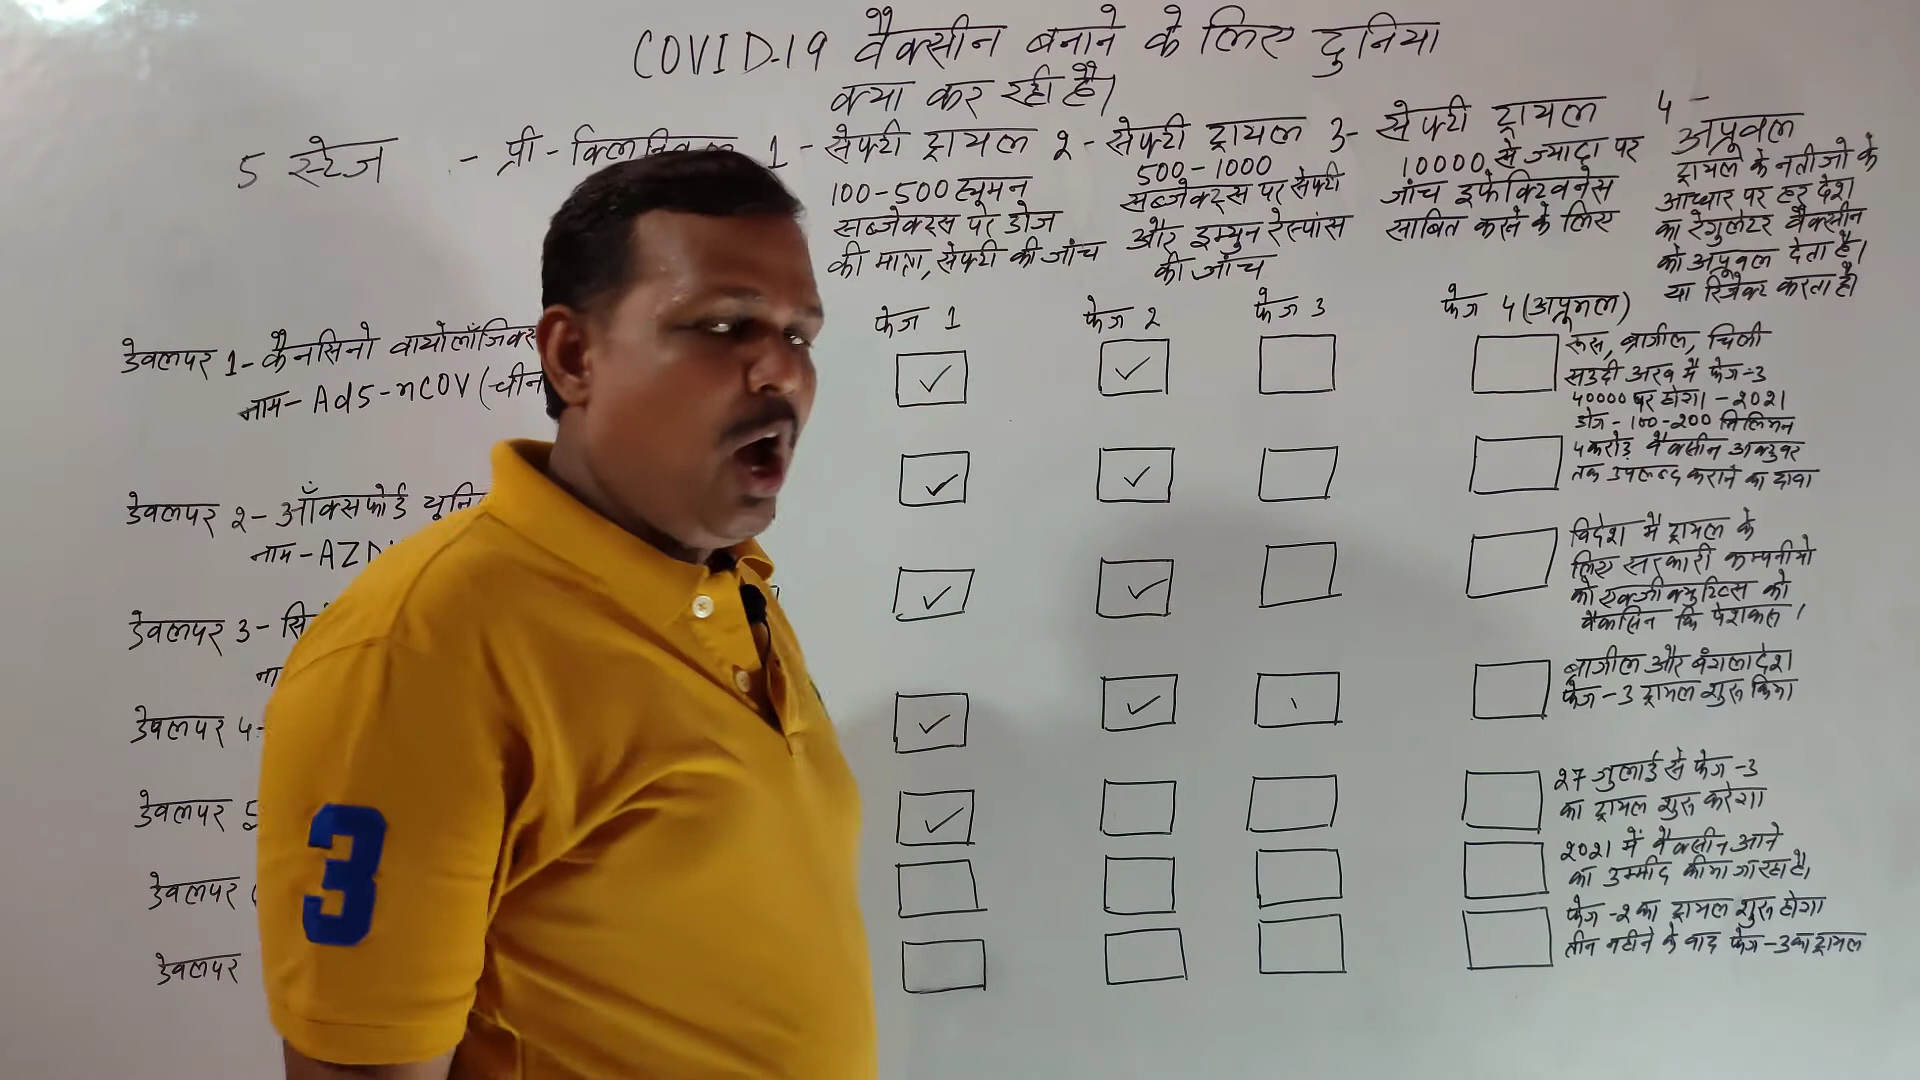 COVID-19 वैक्सीन बनाने के लिए दुनिया
क्या कर रही है।
5 स्टेज - प्री-क्लिनिकल 1- सेफ्टी ट्रायल 2- सेफ्टी ट्रायल 3- सेफ्टी ट्रायल 4- अप्रूवल
100-500 ह्यूमन
सब्जेक्ट्स पर डोज
की मात्रा, सेफ्टी की जांच
500-1000
सब्जेक्ट्स पर सेफ्टी
और इम्युन रेस्पांस
की जाँच
10000 से ज्यादा पर
जांच इफेक्टिवनेस
साबित करने के लिए
ट्रायल के नतीजो के
आधार पर हर देश
का रेगुलेटर वैक्सीन
को अप्रूवल देता है।
या रिजेक्ट करता है।
फेज 1 फेज 2 फेज 3 फेज 4 (अप्रूभल)
डेवलपर 1- कैनसिनो वायोलॉजिक्स
नाम- Ad5-nCOV (चीन
रूस, ब्राजील, चिली
सउदी अरब में फेज-3
40000 पर होगा - 2021
डोज - 100-200 मिलियन
डेवलपर 2- ऑक्सफोर्ड यूनि
नाम- AZD
4 करोड़ वैक्सीन अक्टुबर
तक उपलब्द कराने का दावा
डेवलपर 3- सि
ना
विदेश में ट्रायल के
लिए सरकारी कम्पनीयो
को एक्जीक्युटिव्स को
वैकसिन कि पेशकश।
डेवलपर 4-
ब्राजील और बंगलादेश
फेज-3 ट्रायल शुरू किया
डेवलपर 5
27 जुलाई से फेज-3
का ट्रायल शुरू करेगा
डेवलपर
2021 में वैक्सीन आने
का उम्मीद कीया जा रहा है।
डेवलपर
फेज-2 का ट्रायल शुरू होगा
तीन महीने के बाद फेज-3 का ट्रायल
3